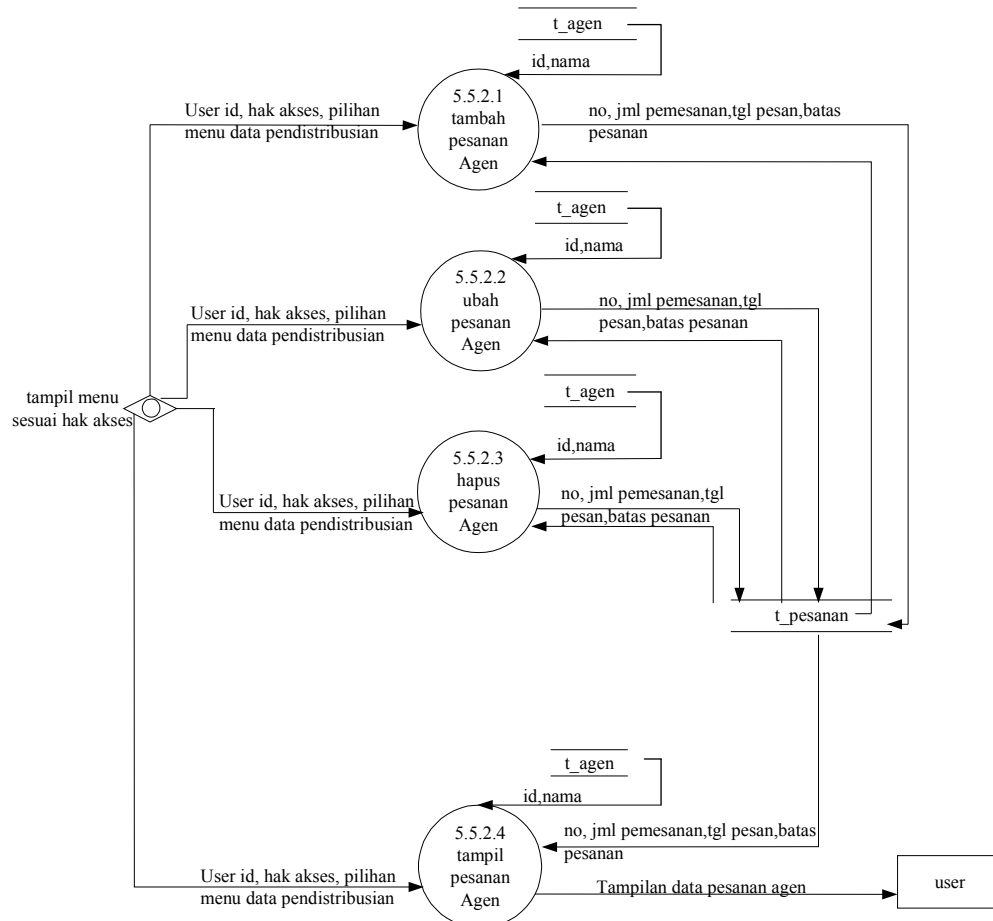 t_agen
id,nama
5.5.2.1
tambah
pesanan
Agen
User id, hak akses, pilihan
menu data pendistribusian
no, jml pemesanan,tgl pesan,batas
pesanan
t_agen
id,nama
5.5.2.2
ubah
pesanan
Agen
User id, hak akses, pilihan
menu data pendistribusian
no, jml pemesanan,tgl
pesan,batas pesanan
tampil menu
sesuai hak akses
t_agen
id,nama
5.5.2.3
hapus
pesanan
Agen
User id, hak akses, pilihan
menu data pendistribusian
no, jml pemesanan,tgl
pesan,batas pesanan
t_pesanan
t_agen
id,nama
5.5.2.4
tampil
pesanan
Agen
no, jml pemesanan,tgl pesan,batas
pesanan
User id, hak akses, pilihan
menu data pendistribusian
Tampilan data pesanan agen
user